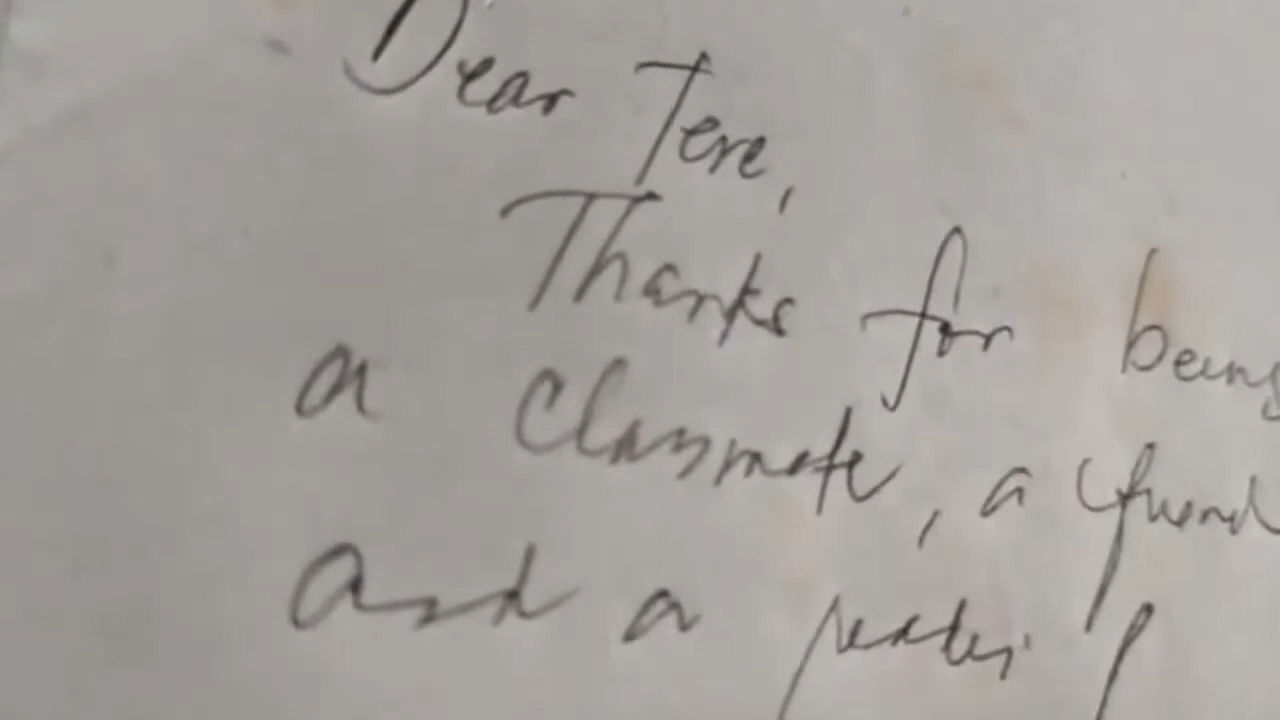 Dear Tere,
Thanks for being
a classmate, a friend
and a